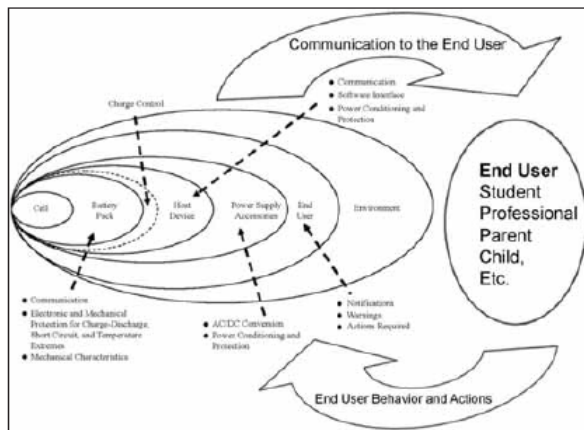 Communication to the End User
● Communication
● Software Interface
● Power Conditioning and
Protection
Charge Control
Cell
Battery
Pack
Host
Device
Power Supply
Accessories
End
User
Environment
End User
Student
Professional
Parent
Child,
Etc.
● Communication
● Electronic and Mechanical
Protection for Charge-Discharge,
Short Circuit, and Temperature
Extremes
● Mechanical Characteristics
● AC/DC Conversion
● Power Conditioning and
Protection
● Notifications
● Warnings
● Actions Required
End User Behavior and Actions